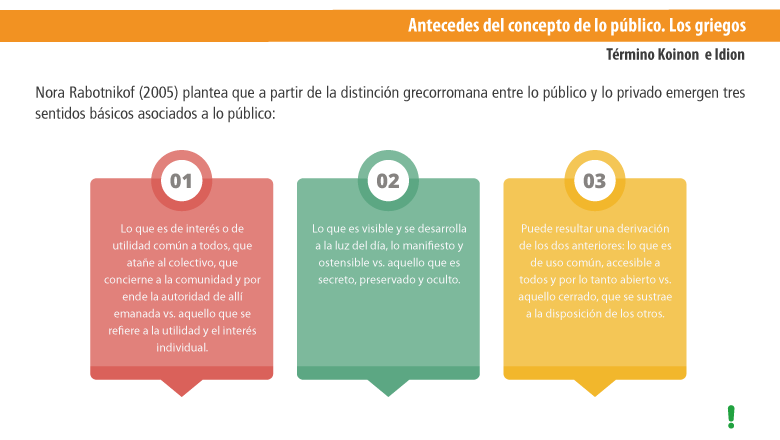 Antecedes del concepto de lo público. Los griegos
Término Koinon e Idion
Nora Rabotnikof (2005) plantea que a partir de la distinción grecorromana entre lo público y lo privado emergen tres
sentidos básicos asociados a lo público:
01
Lo que es de interés o de
utilidad común a todos, que
atañe al colectivo, que
concierne a la comunidad y por
ende la autoridad de allí
emanada vs. aquello que se
refiere a la utilidad y el interés
individual.
02
Lo que es visible y se desarrolla
a la luz del día, lo manifiesto y
ostensible vs. aquello que es
secreto, preservado y oculto.
03
Puede resultar una derivación
de los dos anteriores: lo que es
de uso común, accesible a
todos y por lo tanto abierto vs.
aquello cerrado, que se sustrae
a la disposición de los otros.
!